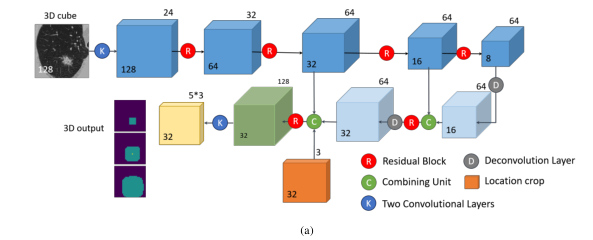 3D cube
24
32
64
64
64
K
R
R
R
R
128
128
64
32
16
8
D
5*3
128
64
64
3D output
K
R
C
D
R
C
32
32
32
16
3
32
R Residual Block
D Deconvolution Layer
C Combining Unit
Location crop
K Two Convolutional Layers
(a)